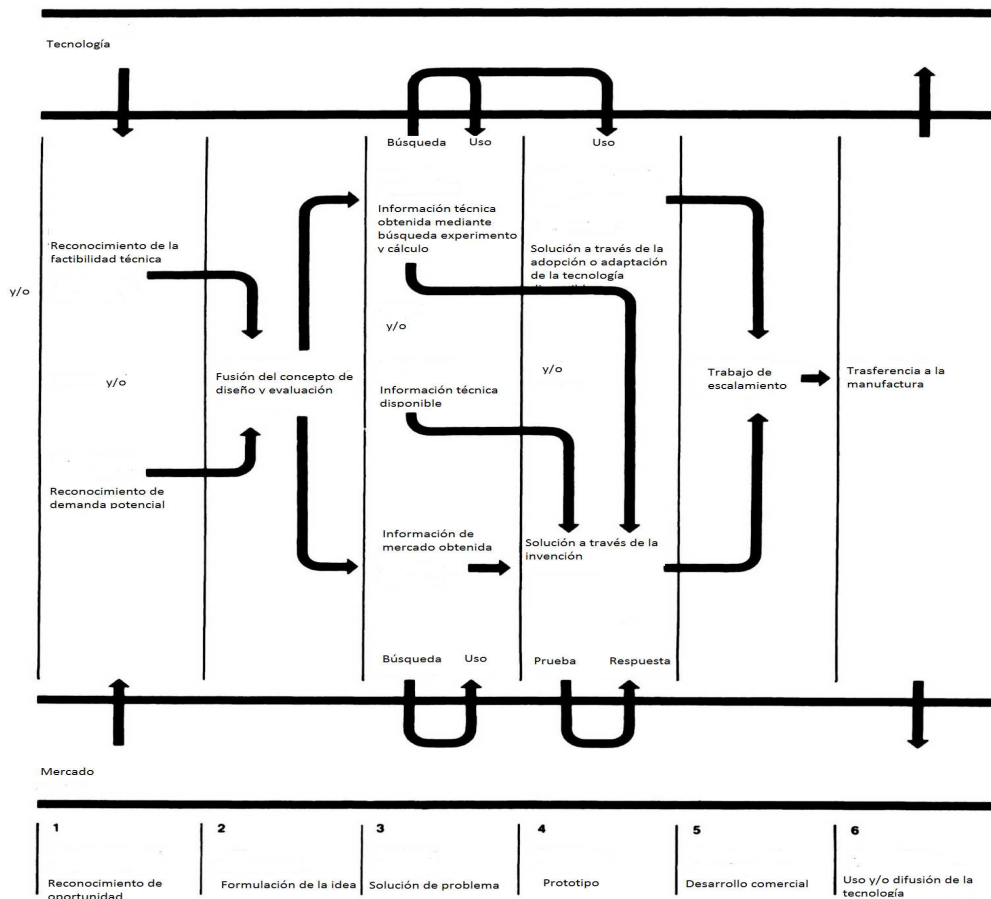 Tecnología
Búsqueda
Uso
Uso
Reconocimiento de la
factibilidad técnica
y/o
y/o
Reconocimiento de
demanda potencial
Fusión del concepto de
diseño y evaluación
Información técnica
obtenida mediante
búsqueda experimento
y cálculo
y/o
Información técnica
disponible
Información de
mercado obtenida
Solución a través de la
adopción o adaptación
de la tecnología
y/o
Solución a través de la
invención
Trabajo de
escalamiento
Trasferencia a la
manufactura
Búsqueda
Uso
Prueba
Respuesta
Mercado
1
2
3
4
5
6
Reconocimiento de
oportunidad
Formulación de la idea
Solución de problema
Prototipo
Desarrollo comercial
Uso y/o difusión de la
tecnología